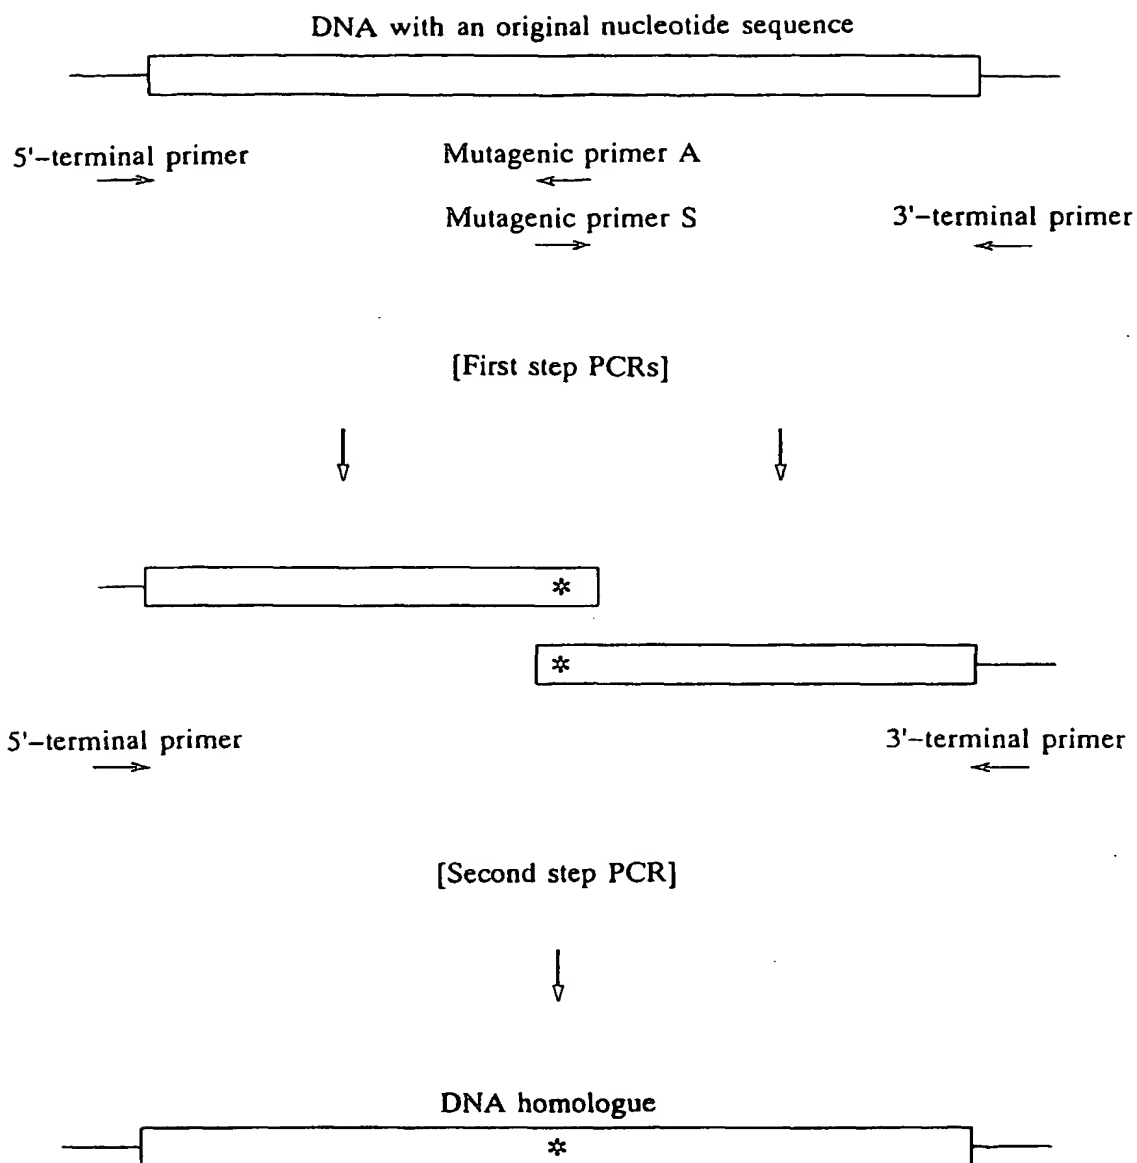 DNA with an original nucleotide sequence
5'–terminal primer
Mutagenic primer A
Mutagenic primer S
3'–terminal primer
[First step PCRs]
*
*
5'–terminal primer
3'–terminal primer
[Second step PCR]
DNA homologue
*